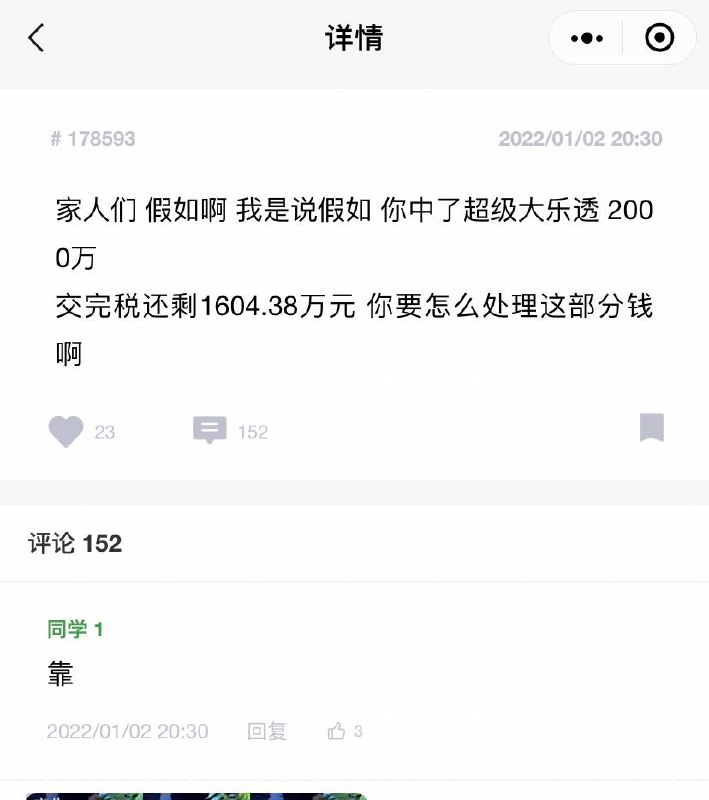 详情
# 178593 2022/01/02 20:30
家人们 假如啊 我是说假如 你中了超级大乐透 200
0万
交完税还剩1604.38万元 你要怎么处理这部分钱
啊
23 152
评论 152
同学 1
靠
2022/01/02 20:30 回复 3